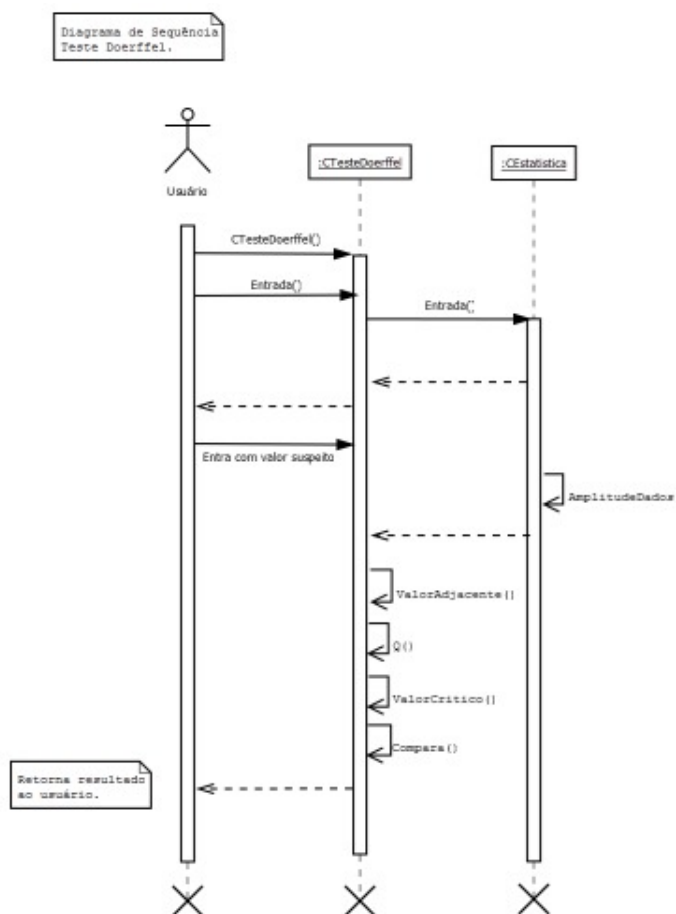 Diagrama de Sequência
Teste Doerffel.
:CTesteDoerffel
:CEstatistica
Usuário
CTesteDoerffel()
Entrada()
Entrada()
Entra com valor suspeito
AmplitudeDados
ValorAdjacente()
Q()
ValorCritico()
Compara()
Retorna resultado
ao usuário.